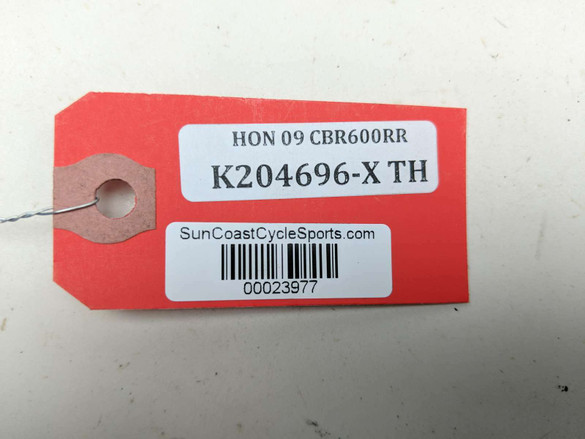 HON 09 CBR600RR
K204696-X TH
SunCoastCycleSports.com
00023977